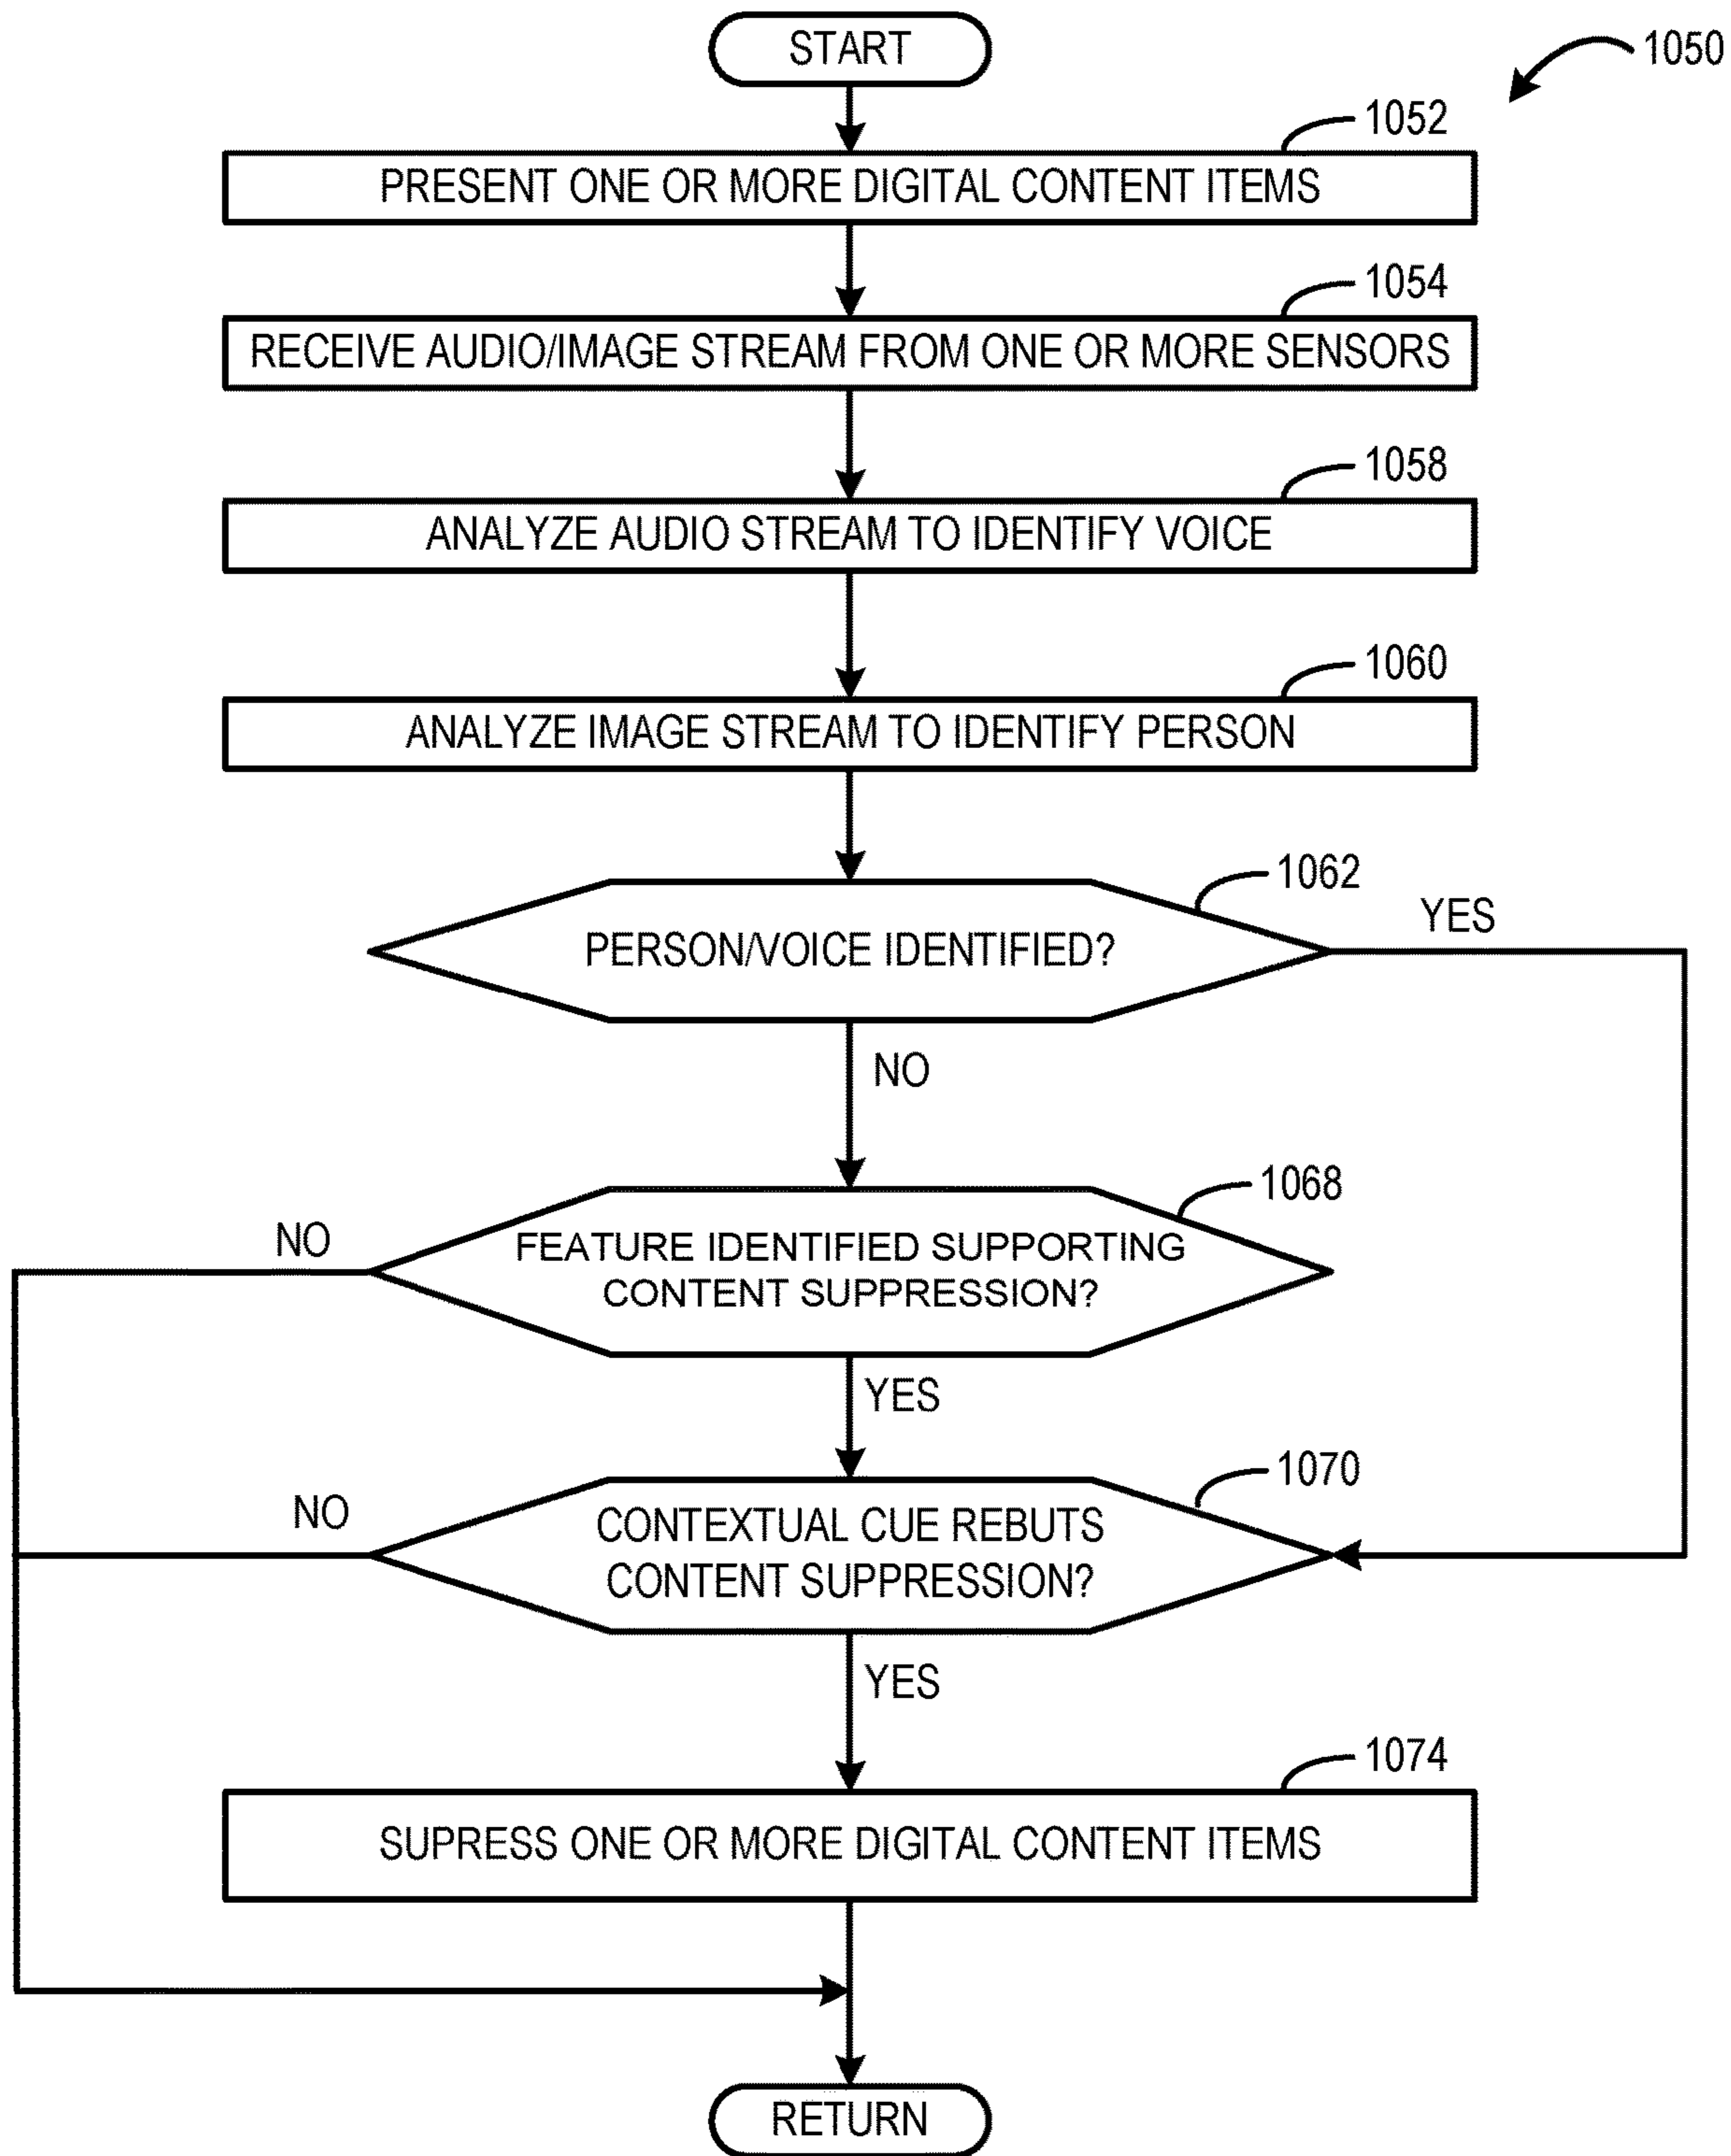 START
1050
1052
PRESENT ONE OR MORE DIGITAL CONTENT ITEMS
1054
RECEIVE AUDIO/IMAGE STREAM FROM ONE OR MORE SENSORS
1058
ANALYZE AUDIO STREAM TO IDENTIFY VOICE
1060
ANALYZE IMAGE STREAM TO IDENTIFY PERSON
1062
YES
PERSON/VOICE IDENTIFIED?
NO
1068
NO
FEATURE IDENTIFIED SUPPORTING
CONTENT SUPPRESSION?
YES
1070
NO
CONTEXTUAL CUE REBUTS
CONTENT SUPPRESSION?
YES
1074
SUPRESS ONE OR MORE DIGITAL CONTENT ITEMS
RETURN